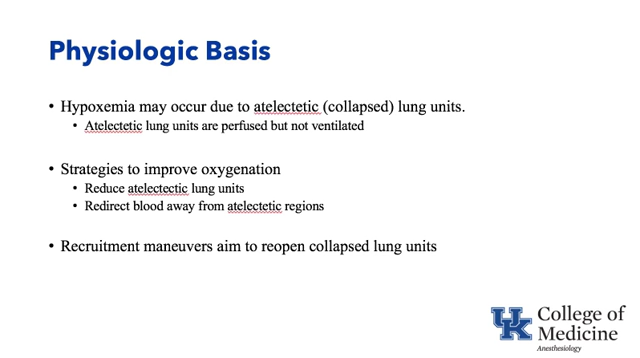 Physiologic Basis
• Hypoxemia may occur due to atelectetic (collapsed) lung units.
• Atelectetic lung units are perfused but not ventilated
• Strategies to improve oxygenation
• Reduce atelectectic lung units
• Redirect blood away from atelectetic regions
• Recruitment maneuvers aim to reopen collapsed lung units
UK College of
Medicine
Anesthesiology